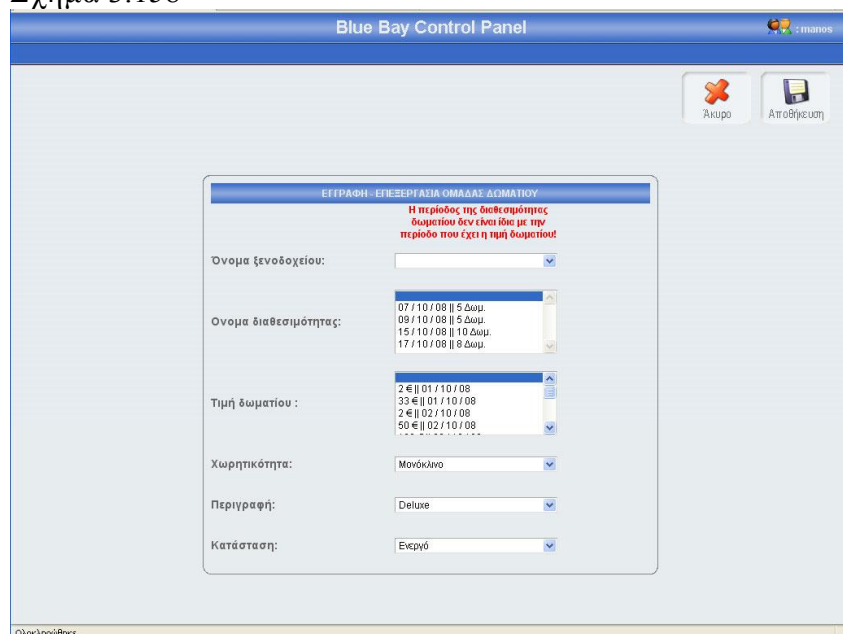 Σχήμα 5.158
Blue Bay Control Panel
: manos
Άκυρο
Αποθήκευση
ΕΓΓΡΑΦΗ - ΕΠΕΞΕΡΓΑΣΙΑ ΟΜΑΔΑΣ ΔΩΜΑΤΙΟΥ
Η περίοδος της διαθεσιμότητας
δωματίου δεν είναι ίδια με την
περίοδο που έχει η τιμή δωματίου!
Όνομα ξενοδοχείου:
Ονομα διαθεσιμότητας:
07 / 10 / 08 || 5 Δωμ.
09 / 10 / 08 || 5 Δωμ.
15 / 10 / 08 || 10 Δωμ.
17 / 10 / 08 || 8 Δωμ.
Τιμή δωματίου :
2 € || 01 / 10 / 08
33 € || 01 / 10 / 08
2 € || 02 / 10 / 08
50 € || 02 / 10 / 08
Χωρητικότητα:
Μονόκλινο
Περιγραφή:
Deluxe
Κατάσταση:
Ενεργό
Ολοκληρώθηκε